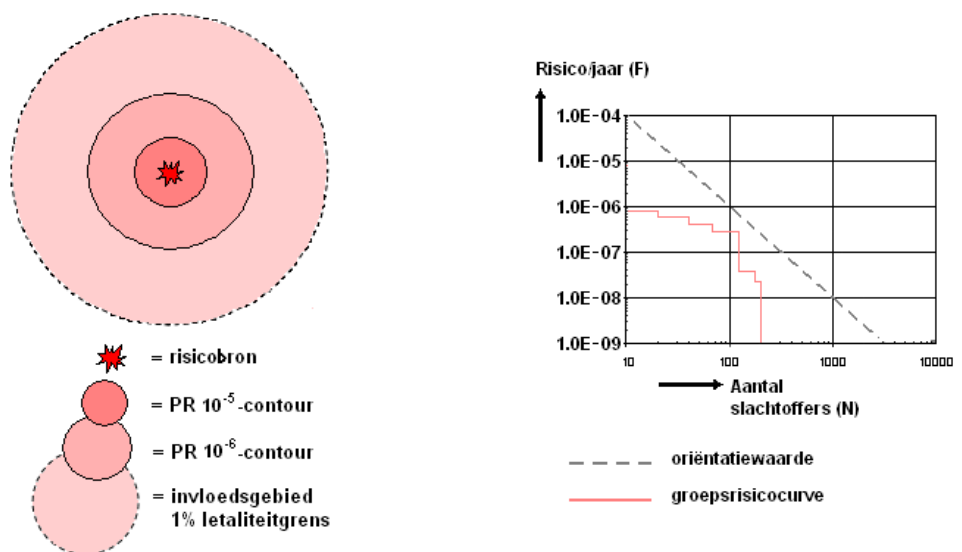 = risicobron
= PR 10⁻⁵-contour
= PR 10⁻⁶-contour
= invloedsgebied
1% letaliteitgrens
Risico/jaar (F)
1.0E-04
1.0E-05
1.0E-06
1.0E-07
1.0E-08
1.0E-09
10 100 1000 10000
Aantal
slachtoffers (N)
oriëntatiewaarde
groepsrisicocurve